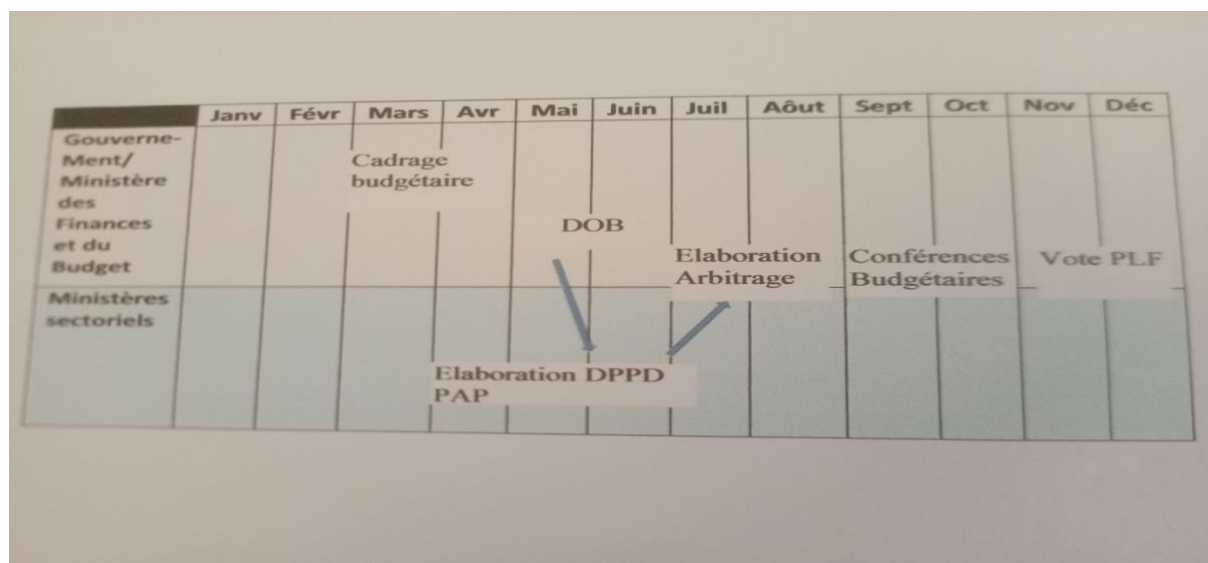 Janv Févr Mars Avr Mai Juin Juil Aôut Sept Oct Nov Déc
Gouverne-
Ment/
Ministère
des
Finances
et du
Budget
Cadrage
budgétaire
DOB
Elaboration
Arbitrage
Conférences
Budgétaires
Vote PLF
Ministères
sectoriels
Elaboration DPPD
PAP